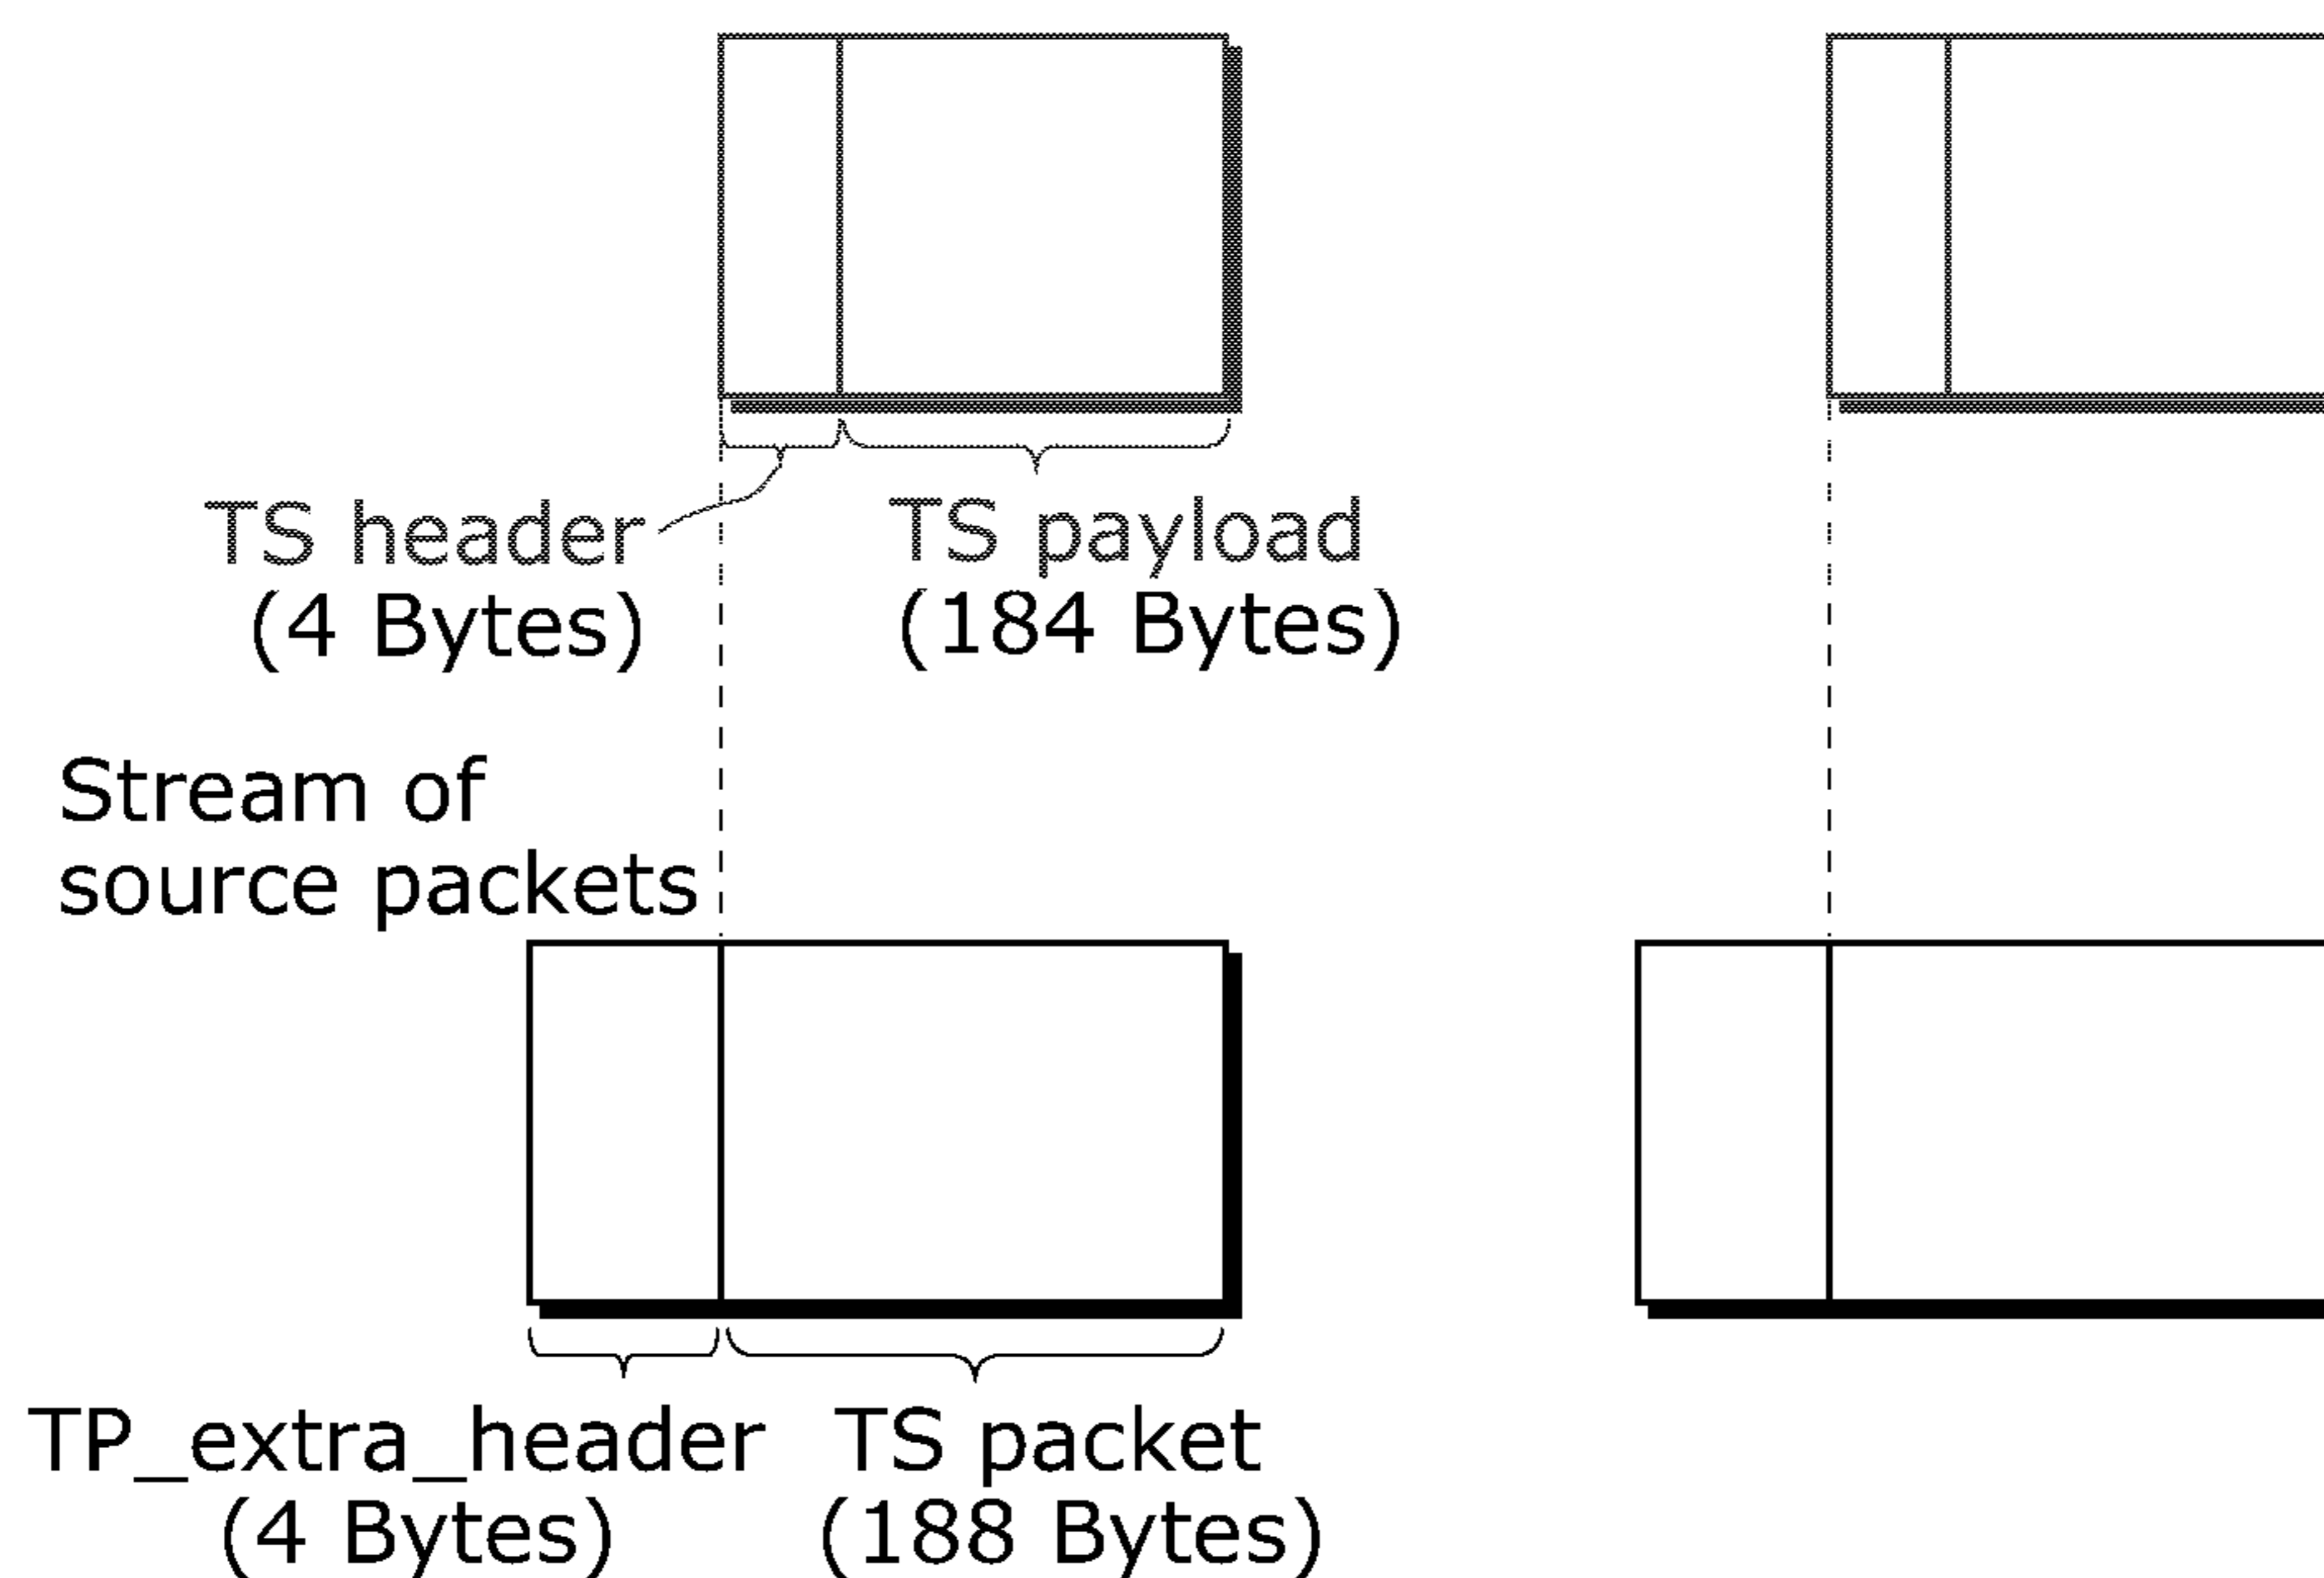 TS header
(4 Bytes)
TS payload
(184 Bytes)
Stream of
source packets
TP_extra_header
(4 Bytes)
TS packet
(188 Bytes)